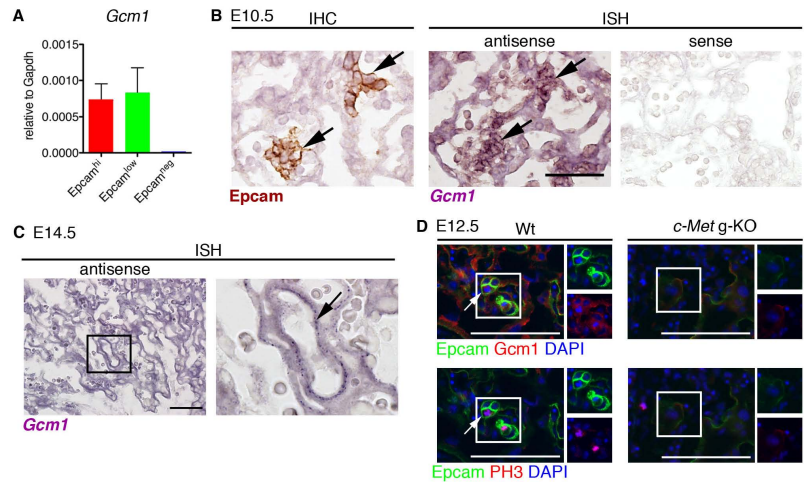 A
Gcm1
relative to Gapdh
0.0015
0.0010
0.0005
0.0000
Epcamhi
Epcamlow
Epcamneg
B E10.5
IHC
ISH
antisense
sense
Epcam
Gcm1
C E14.5
ISH
antisense
Gcm1
D E12.5
Wt
c-Met g-KO
Epcam Gcm1 DAPI
Epcam PH3 DAPI